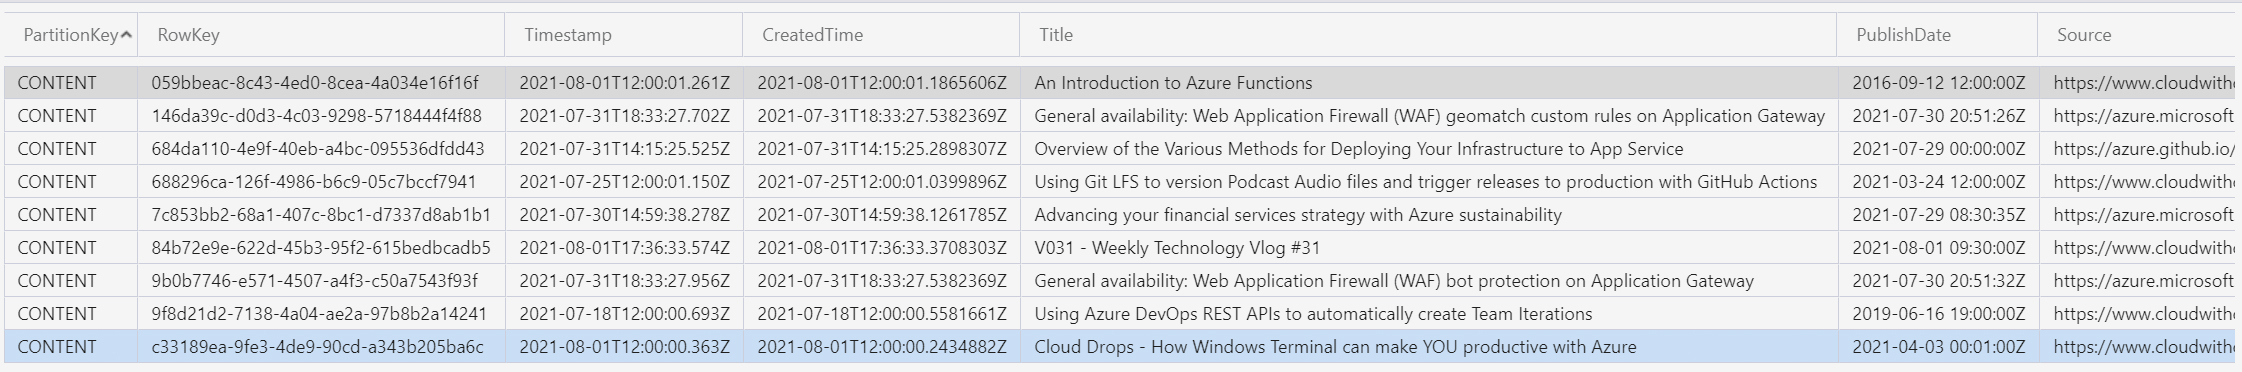 PartitionKey RowKey Timestamp CreatedTime Title PublishDate Source
CONTENT 059bbeac-8c43-4ed0-8cea-4a034e16f16f 2021-08-01T12:00:01.261Z 2021-08-01T12:00:01.1865606Z An Introduction to Azure Functions 2016-09-12 12:00:00Z https://www.cloudwith
CONTENT 146da39c-d0d3-4c03-9298-5718444f4f88 2021-07-31T18:33:27.702Z 2021-07-31T18:33:27.5382369Z General availability: Web Application Firewall (WAF) geomatch custom rules on Application Gateway 2021-07-30 20:51:26Z https://azure.microsoft
CONTENT 684da110-4e9f-40eb-a4bc-095536dfdd43 2021-07-31T14:15:25.525Z 2021-07-31T14:15:25.2898307Z Overview of the Various Methods for Deploying Your Infrastructure to App Service 2021-07-29 00:00:00Z https://azure.github.io/
CONTENT 688296ca-126f-4986-b6c9-05c7bccf7941 2021-07-25T12:00:01.150Z 2021-07-25T12:00:01.0399896Z Using Git LFS to version Podcast Audio files and trigger releases to production with GitHub Actions 2021-03-24 12:00:00Z https://www.cloudwith
CONTENT 7c853bb2-68a1-407c-8bc1-d7337d8ab1b1 2021-07-30T14:59:38.278Z 2021-07-30T14:59:38.1261785Z Advancing your financial services strategy with Azure sustainability 2021-07-29 08:30:35Z https://azure.microsoft
CONTENT 84b72e9e-622d-45b3-95f2-615bedbcadb5 2021-08-01T17:36:33.574Z 2021-08-01T17:36:33.3708303Z V031 - Weekly Technology Vlog #31 2021-08-01 09:30:00Z https://www.cloudwith
CONTENT 9b0b7746-e571-4507-a4f3-c50a7543f93f 2021-07-31T18:33:27.956Z 2021-07-31T18:33:27.5382369Z General availability: Web Application Firewall (WAF) bot protection on Application Gateway 2021-07-30 20:51:32Z https://azure.microsoft
CONTENT 9f8d21d2-7138-4a04-ae2a-97b8b2a14241 2021-07-18T12:00:00.693Z 2021-07-18T12:00:00.5581661Z Using Azure DevOps REST APIs to automatically create Team Iterations 2019-06-16 19:00:00Z https://www.cloudwith
CONTENT c33189ea-9fe3-4de9-90cd-a343b205ba6c 2021-08-01T12:00:00.363Z 2021-08-01T12:00:00.2434882Z Cloud Drops - How Windows Terminal can make YOU productive with Azure 2021-04-03 00:01:00Z https://www.cloudwith